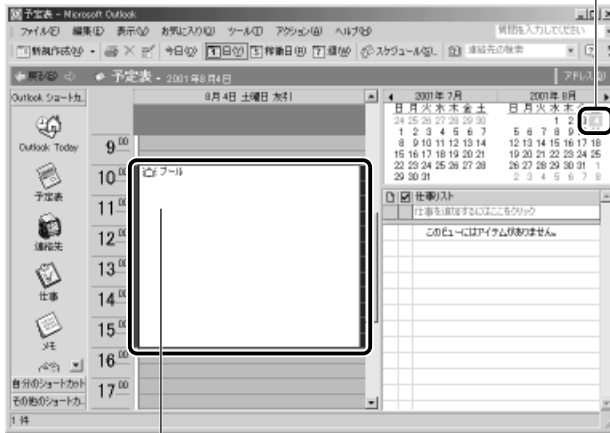 予定表 - Microsoft Outlook
ファイル(F) 編集(E) 表示(V) お気に入り(O) ツール(T) アクション(A) ヘルプ(H) 質問を入力してください
新規作成(N) 今日(O) 1日(Y) 5稼働日(R) 7週(W) スケジュール(G)... 連絡先の検索
予定表 - 2001年8月4日
Outlook ショートカ...
8月4日 土曜日 友引
Outlook Today
予定表
連絡先
仕事
メモ
自分のショートカット
その他のショートカ...
9 00
10 00 プール
11 00
12 00
13 00
14 00
15 00
16 00
17 00
2001年 7月
日 月 火 水 木 金 土
24 25 26 27 28 29 30
1 2 3 4 5 6 7
8 9 10 11 12 13 14
15 16 17 18 19 20 21
22 23 24 25 26 27 28
29 30 31
2001年 8月
日 月 火 水 木
1 2 3 4
5 6 7 8 9 10 11
12 13 14 15 16 17 18
19 20 21 22 23 24 25
26 27 28 29 30 31 1
2 3 4 5 6 7 8
仕事リスト
仕事を追加するにはここをクリック
このビューにはアイテムがありません。
1 件